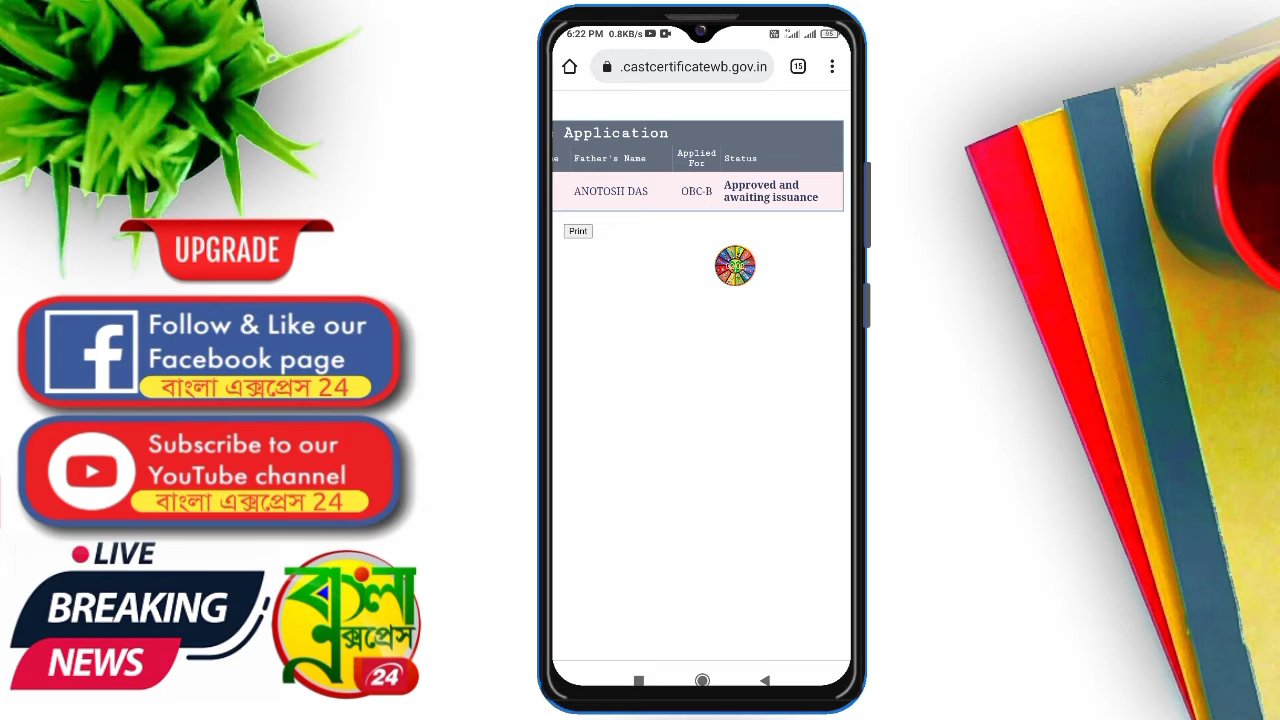 UPGRADE
Follow & Like our
Facebook page
বাংলা এক্সপ্রেস 24
Subscribe to our
YouTube channel
বাংলা এক্সপ্রেস 24
LIVE
BREAKING
NEWS
বাংলা
এক্সপ্রেস
24
6:22 PM 0.8KB/s
95
.castcertificatewb.gov.in
15
Application
Father's Name Applied For Status
ANOTOSH DAS OBC-B Approved and
awaiting issuance
Print